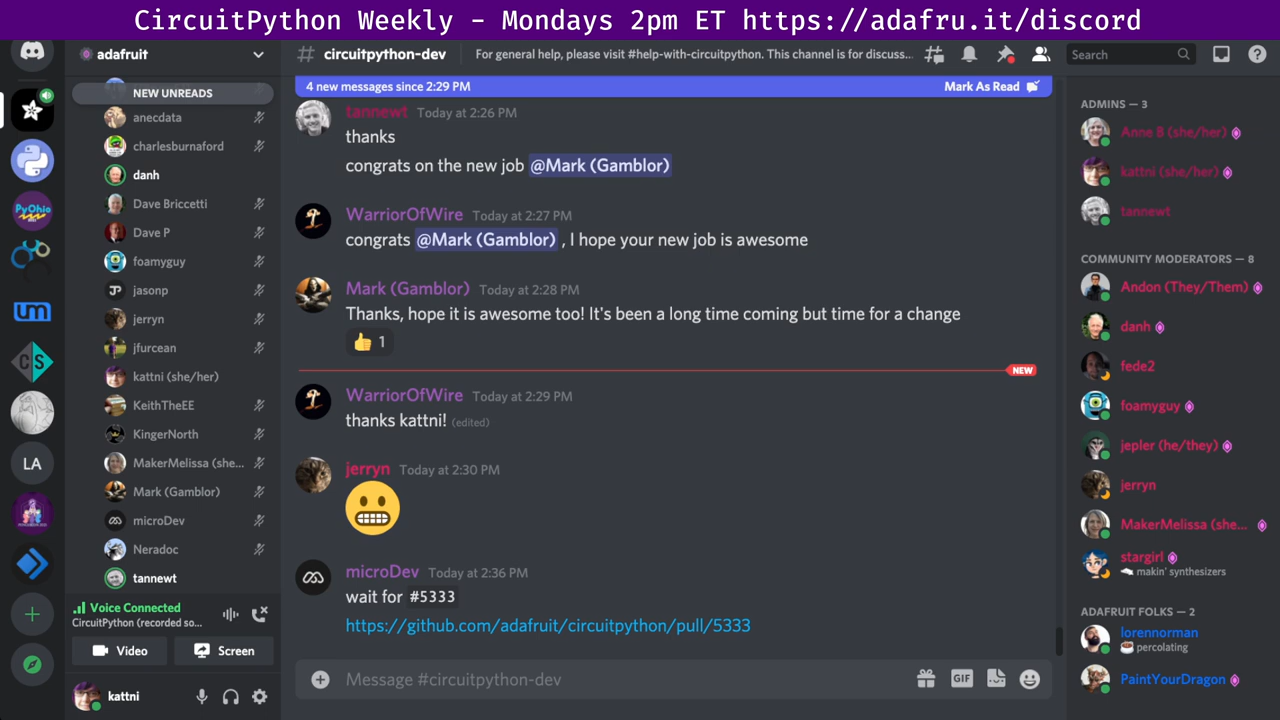 CircuitPython Weekly - Mondays 2pm ET https://adafru.it/discord
adafruit
NEW UNREADS
anecdata
charlesburnaford
danh
Dave Briccetti
Dave P
foamyguy
jasonp
jerryn
jfurcean
kattni (she/her)
KeithTheEE
KingerNorth
MakerMelissa (she...
Mark (Gamblor)
microDev
Neradoc
tannewt
Voice Connected
CircuitPython (recorded so...
Video
Screen
kattni
PyOhio
um
CS
LA
# circuitpython-dev
For general help, please visit #help-with-circuitpython. This channel is for discuss...
Search
4 new messages since 2:29 PM
Mark As Read
tannewt Today at 2:26 PM
thanks
congrats on the new job @Mark (Gamblor)
WarriorOfWire Today at 2:27 PM
congrats @Mark (Gamblor) , I hope your new job is awesome
Mark (Gamblor) Today at 2:28 PM
Thanks, hope it is awesome too! It's been a long time coming but time for a change
1
NEW
WarriorOfWire Today at 2:29 PM
thanks kattni! (edited)
jerryn Today at 2:30 PM
microDev Today at 2:36 PM
wait for #5333
https://github.com/adafruit/circuitpython/pull/5333
Message #circuitpython-dev
GIF
ADMINS — 3
Anne B (she/her)
kattni (she/her)
tannewt
COMMUNITY MODERATORS — 8
Andon (They/Them)
danh
fede2
foamyguy
jepler (he/they)
jerryn
MakerMelissa (she...
stargirl
makin' synthesizers
ADAFRUIT FOLKS — 2
lorennorman
percolating
PaintYourDragon